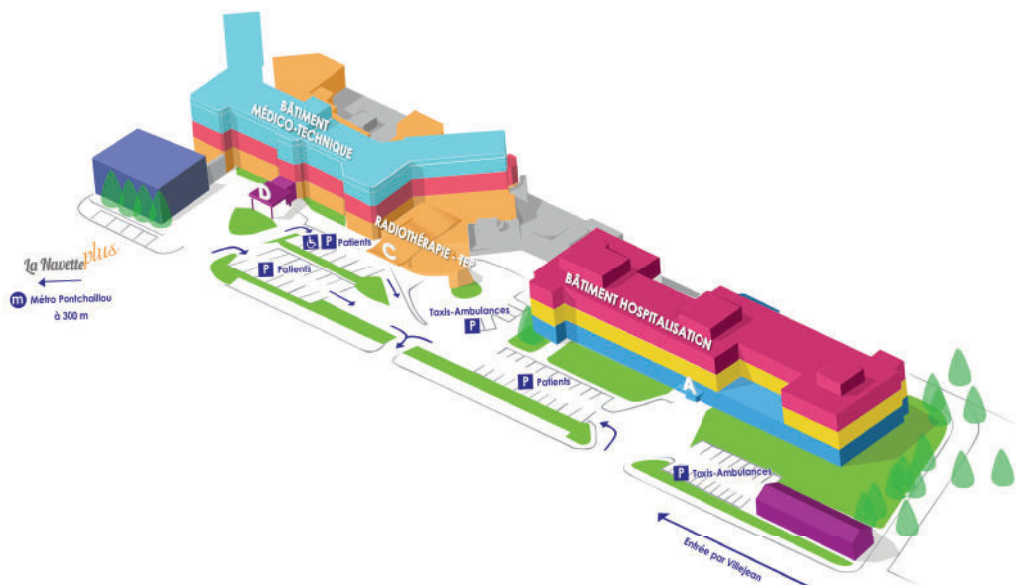 BÂTIMENT
MÉDICO-TECHNIQUE
D
RADIOTHÉRAPIE - TEP
C
P Patients
P Patients
La Navette plus
m Métro Pontchaillou
à 300 m
Taxis-Ambulances
P
BÂTIMENT HOSPITALISATION
A
P Patients
P Taxis-Ambulances
Entrée par Villejean